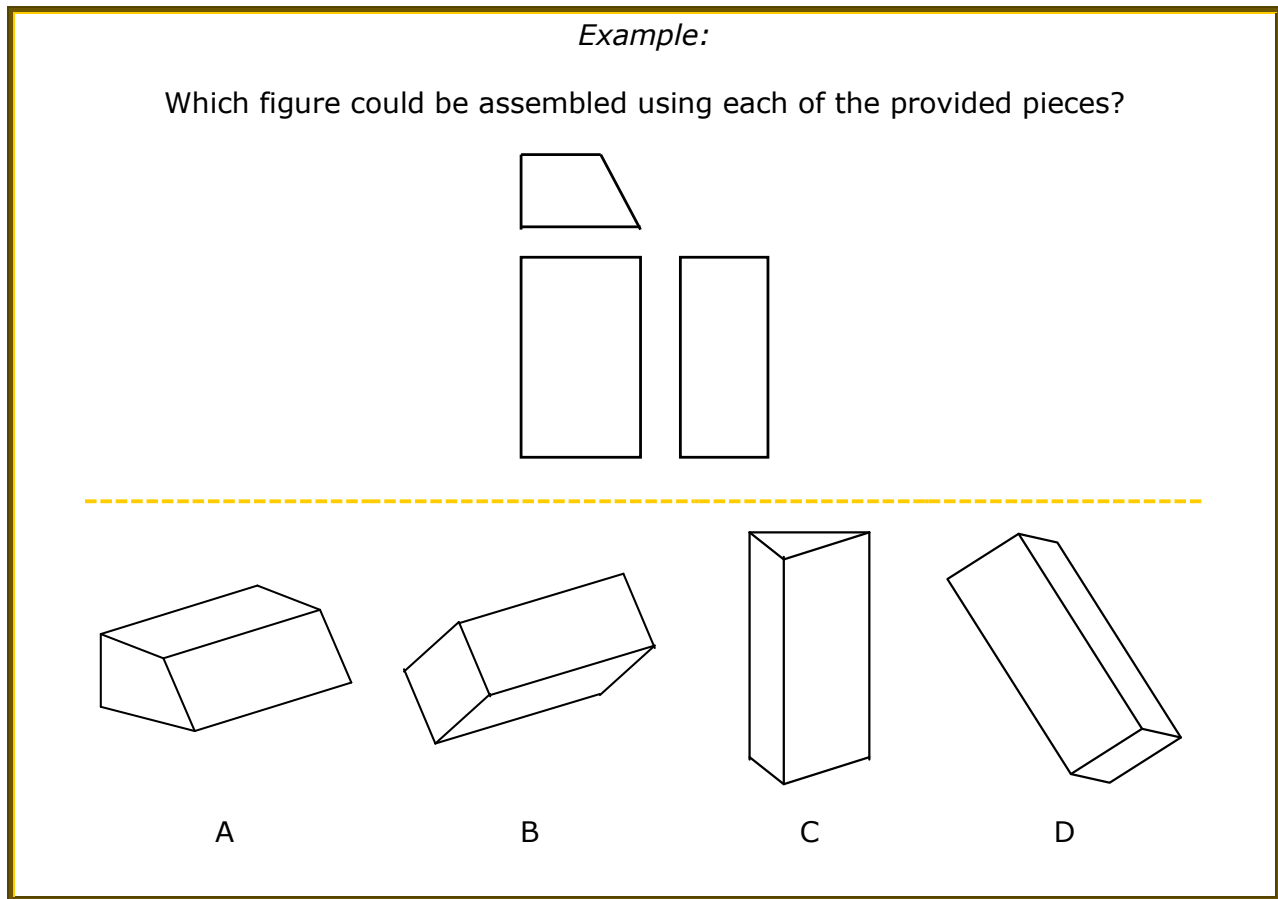 Example:
Which figure could be assembled using each of the provided pieces?
A B C D